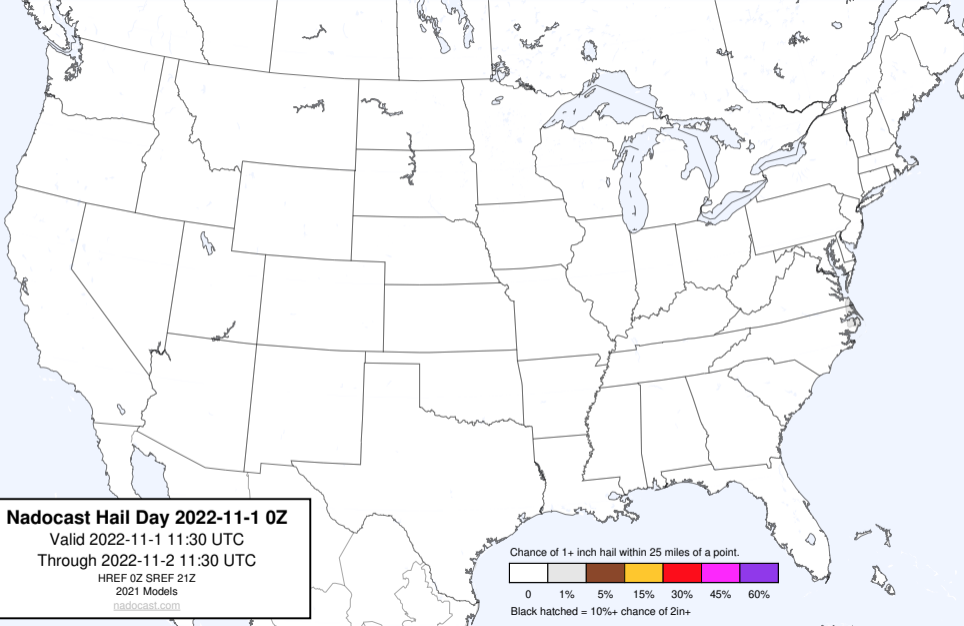 Nadocast Hail Day 2022-11-1 0Z
Valid 2022-11-1 11:30 UTC
Through 2022-11-2 11:30 UTC
HREF 0Z SREF 21Z
2021 Models
nadocast.com
Chance of 1+ inch hail within 25 miles of a point.
0 1% 5% 15% 30% 45% 60%
Black hatched = 10%+ chance of 2in+